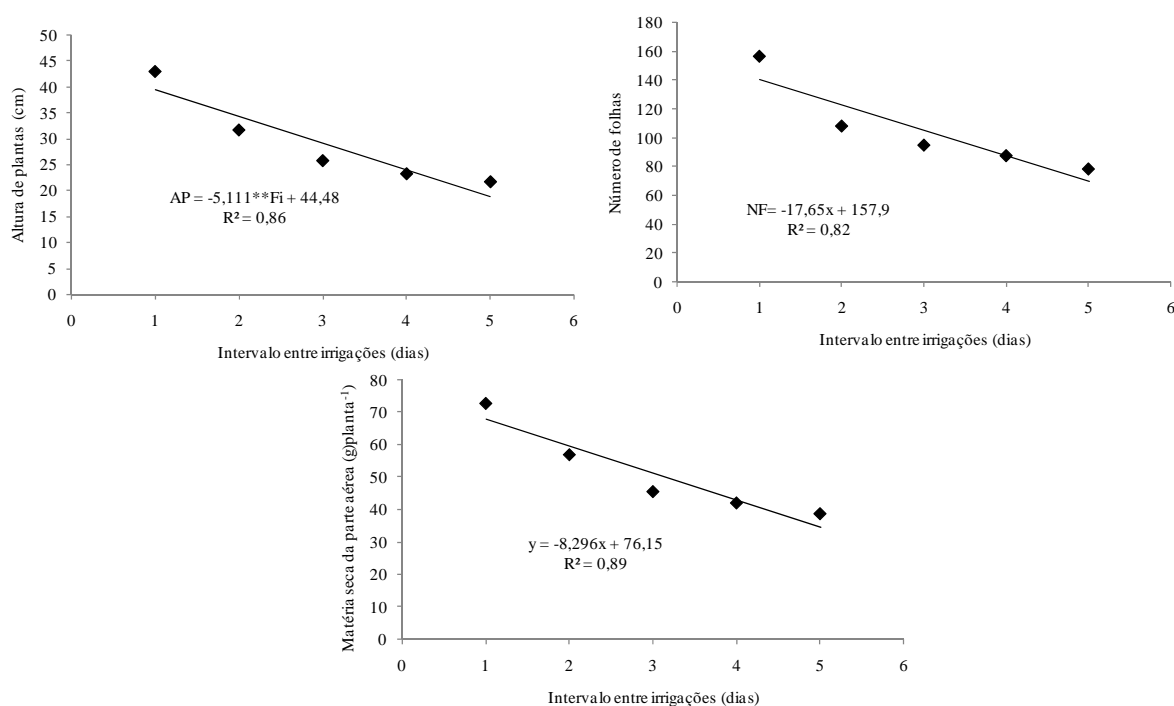 Altura de plantas (cm)
50
45
40
35
30
25
20
15
10
5
0
AP = -5,111**Fi + 44,48
R² = 0,86
0 1 2 3 4 5 6
Intervalo entre irrigações (dias)
Número de folhas
180
160
140
120
100
80
60
40
20
0
NF= -17,65x + 157,9
R² = 0,82
0 1 2 3 4 5 6
Intervalo entre irrigações (dias)
Matéria seca da parte aérea (g)planta⁻¹
80
70
60
50
40
30
20
10
0
y = -8,296x + 76,15
R² = 0,89
0 1 2 3 4 5 6
Intervalo entre irrigações (dias)